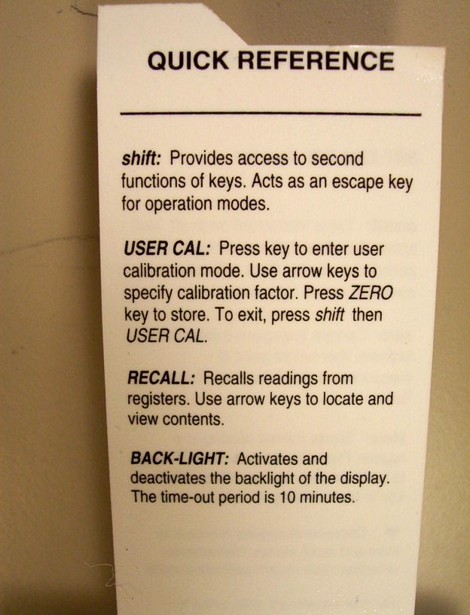 QUICK REFERENCE
shift: Provides access to second
functions of keys. Acts as an escape key
for operation modes.
USER CAL: Press key to enter user
calibration mode. Use arrow keys to
specify calibration factor. Press ZERO
key to store. To exit, press shift then
USER CAL.
RECALL: Recalls readings from
registers. Use arrow keys to locate and
view contents.
BACK-LIGHT: Activates and
deactivates the backlight of the display.
The time-out period is 10 minutes.